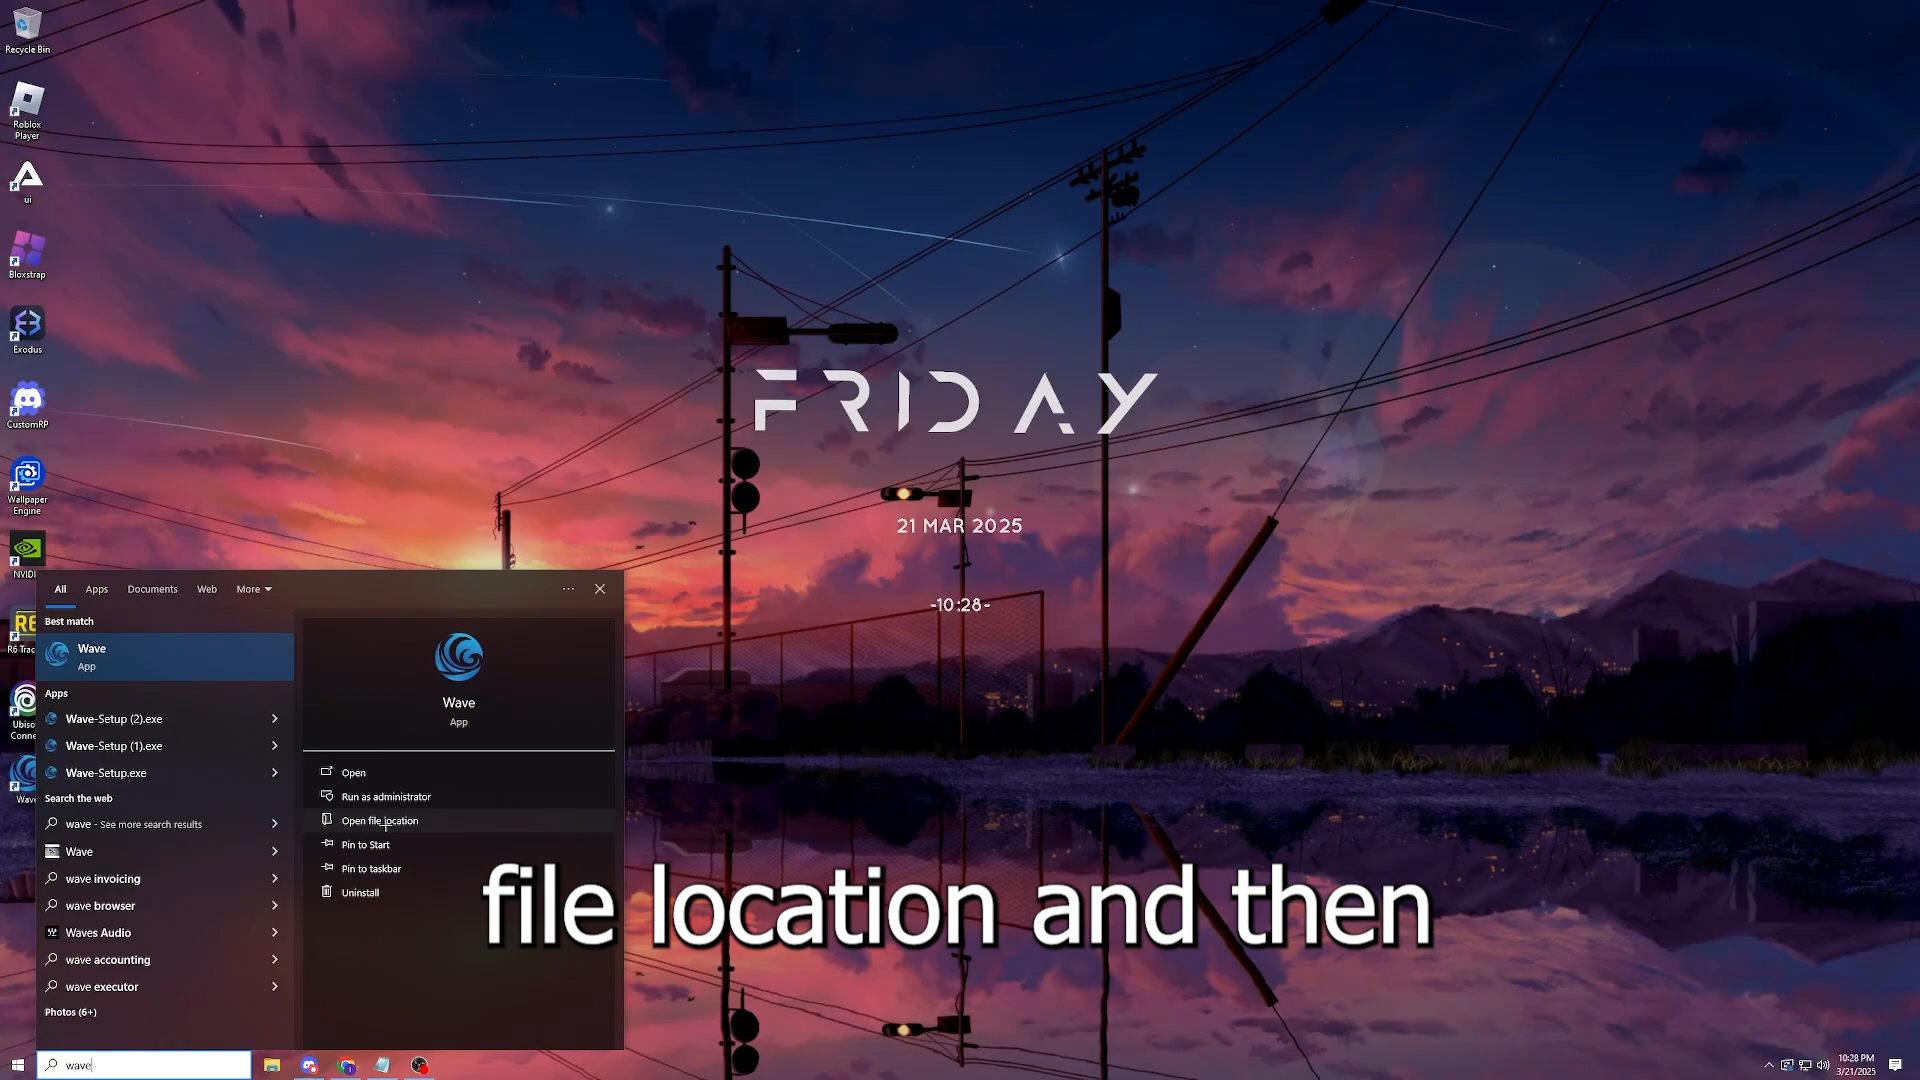 Recycle Bin
Roblox
Player
ui
Bloxstrap
Exodus
CustomRP
Wallpaper
Engine
R6 Trac
Conne
Wave
FRIDAY
21 MAR 2025
-10:28-
All
Apps
Documents
Web
More
Best match
Wave
App
Apps
Wave-Setup (2).exe
Wave-Setup (1).exe
Wave-Setup.exe
Search the web
wave - See more search results
Wave
wave invoicing
wave browser
Waves Audio
wave accounting
wave executor
Photos (6+)
Wave
App
Open
Run as administrator
Open file location
Pin to Start
Pin to taskbar
Uninstall
file location and then
wave
10:28 PM
3/21/2025